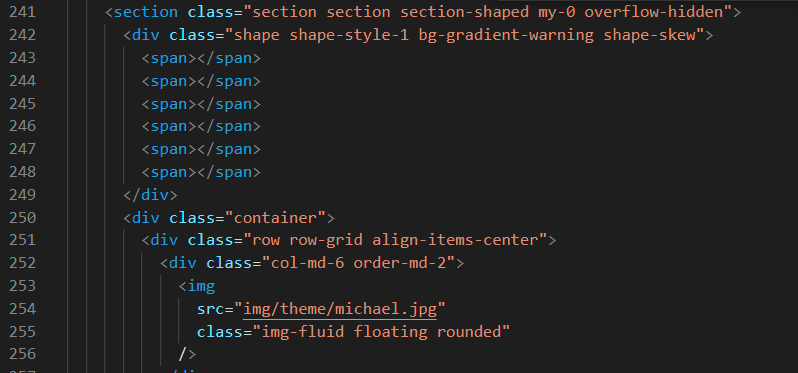 241 <section class="section section section-shaped my-0 overflow-hidden">
242 <div class="shape shape-style-1 bg-gradient-warning shape-skew">
243 <span></span>
244 <span></span>
245 <span></span>
246 <span></span>
247 <span></span>
248 <span></span>
249 </div>
250 <div class="container">
251 <div class="row row-grid align-items-center">
252 <div class="col-md-6 order-md-2">
253 <img
254 src="img/theme/michael.jpg"
255 class="img-fluid floating rounded"
256 />